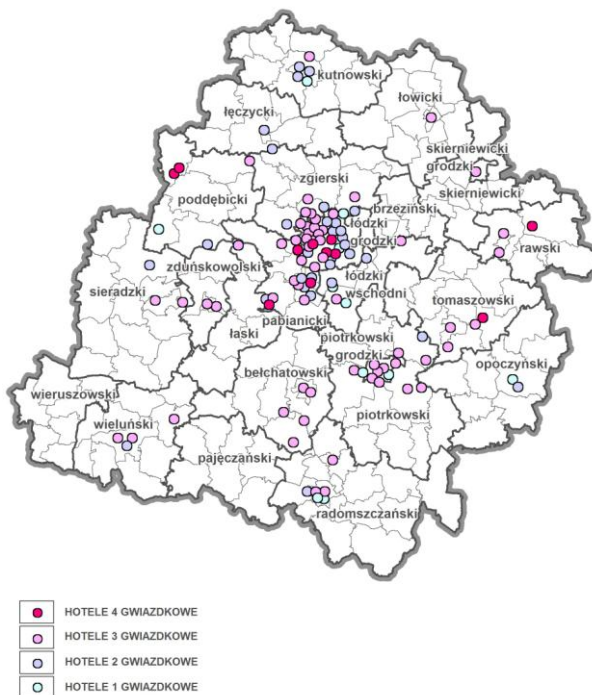 kutnowski
łowicki
łęczycki
skierniewicki
grodzki
skierniewicki
zgierski
poddębicki
brzeziński
łódzki
grodzki
rawski
zduńskowolski
łódzki
wschodni
sieradzki
tomaszowski
pabianicki
łaski
piotrkowski
grodzki
opoczyński
bełchatowski
wieruszowski
piotrkowski
wieluński
pajęczański
radomszczański
HOTELE 4 GWIAZDKOWE
HOTELE 3 GWIAZDKOWE
HOTELE 2 GWIAZDKOWE
HOTELE 1 GWIAZDKOWE